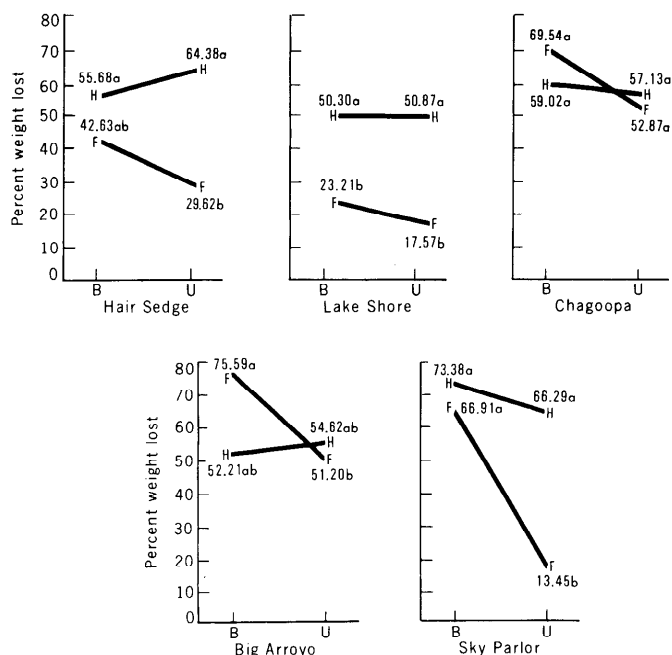 Percent weight lost
80
70
60
50
40
30
20
10
0
55.68a
64.38a
H
H
42.63ab
F
F
29.62b
B
U
Hair Sedge
50.30a
50.87a
H
H
23.21b
F
F
17.57b
B
U
Lake Shore
69.54a
F
57.13a
H
H
59.02a
F
52.87a
B
U
Chagoopa
Percent weight lost
80
70
60
50
40
30
20
10
0
75.59a
F
54.62ab
H
H
52.21ab
F
51.20b
B
U
Big Arroyo
73.38a
H
66.29a
F
66.91a
H
F
13.45b
B
U
Sky Parlor